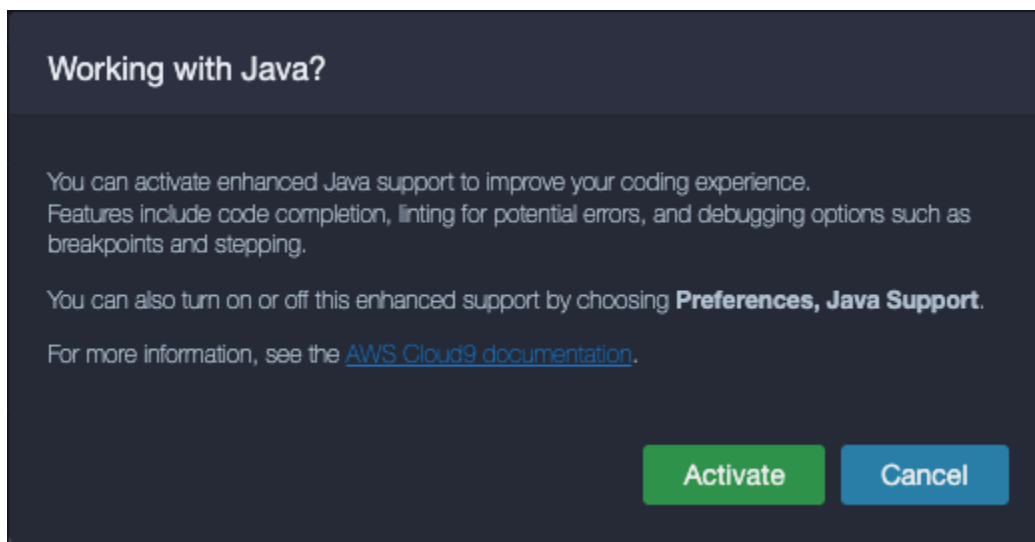 Working with Java?
You can activate enhanced Java support to improve your coding experience.
Features include code completion, linting for potential errors, and debugging options such as
breakpoints and stepping.
You can also turn on or off this enhanced support by choosing Preferences, Java Support.
For more information, see the AWS Cloud9 documentation.
Activate Cancel